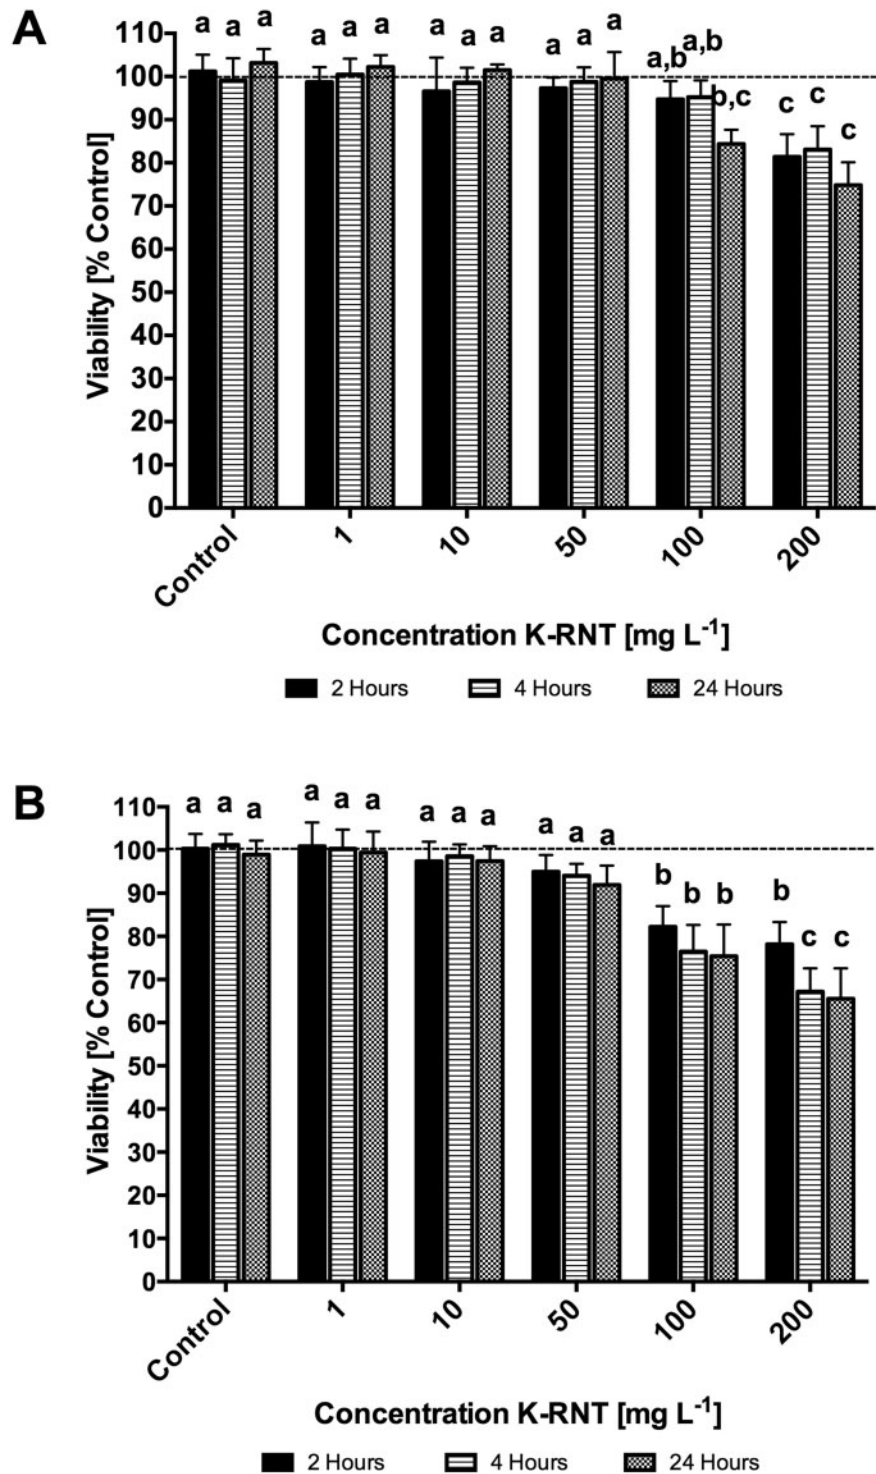 A
a a a a a a a a a a a a a,b a,b b,c c c c
110
100
90
80
70
60
50
40
30
20
10
0
Viability [% Control]
Control 1 10 50 100 200
Concentration K-RNT [mg L⁻¹]
2 Hours 4 Hours 24 Hours
B
a a a a a a a a a a a a b b b b c c
110
100
90
80
70
60
50
40
30
20
10
0
Viability [% Control]
Control 1 10 50 100 200
Concentration K-RNT [mg L⁻¹]
2 Hours 4 Hours 24 Hours